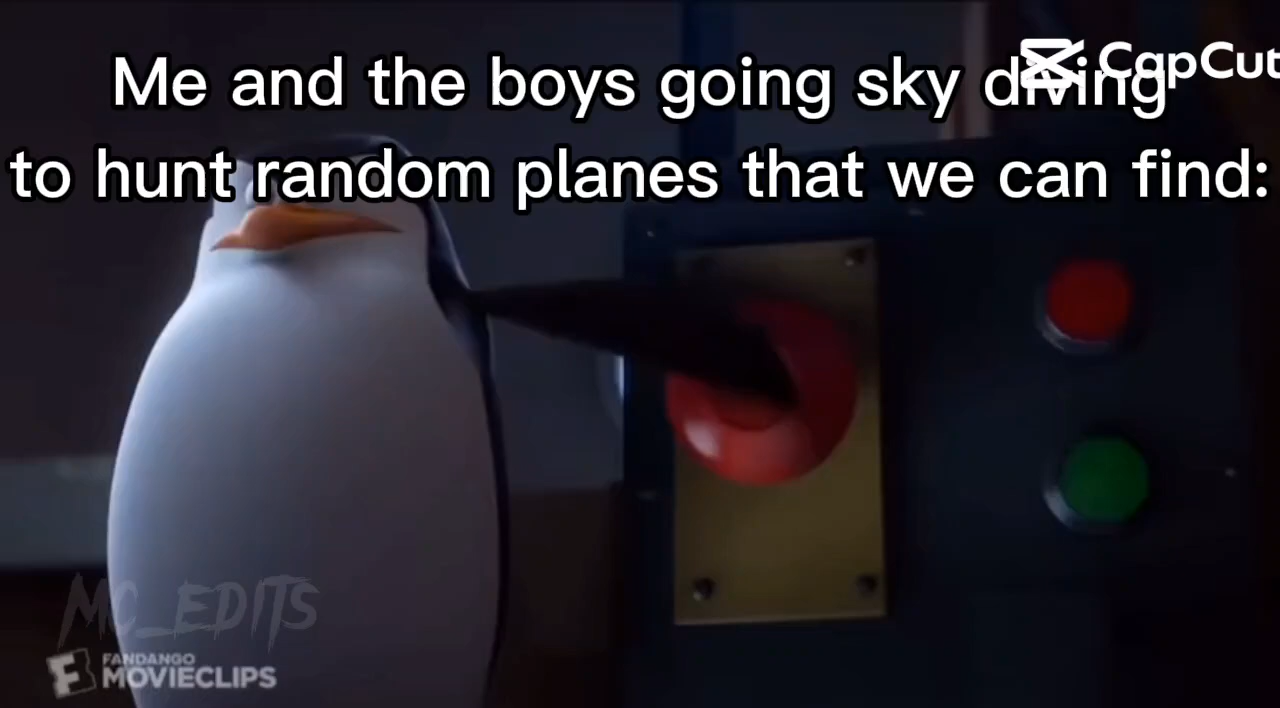 Me and the boys going sky diving
CapCut
to hunt random planes that we can find:
MC_EDITS
FANDANGO
MOVIECLIPS